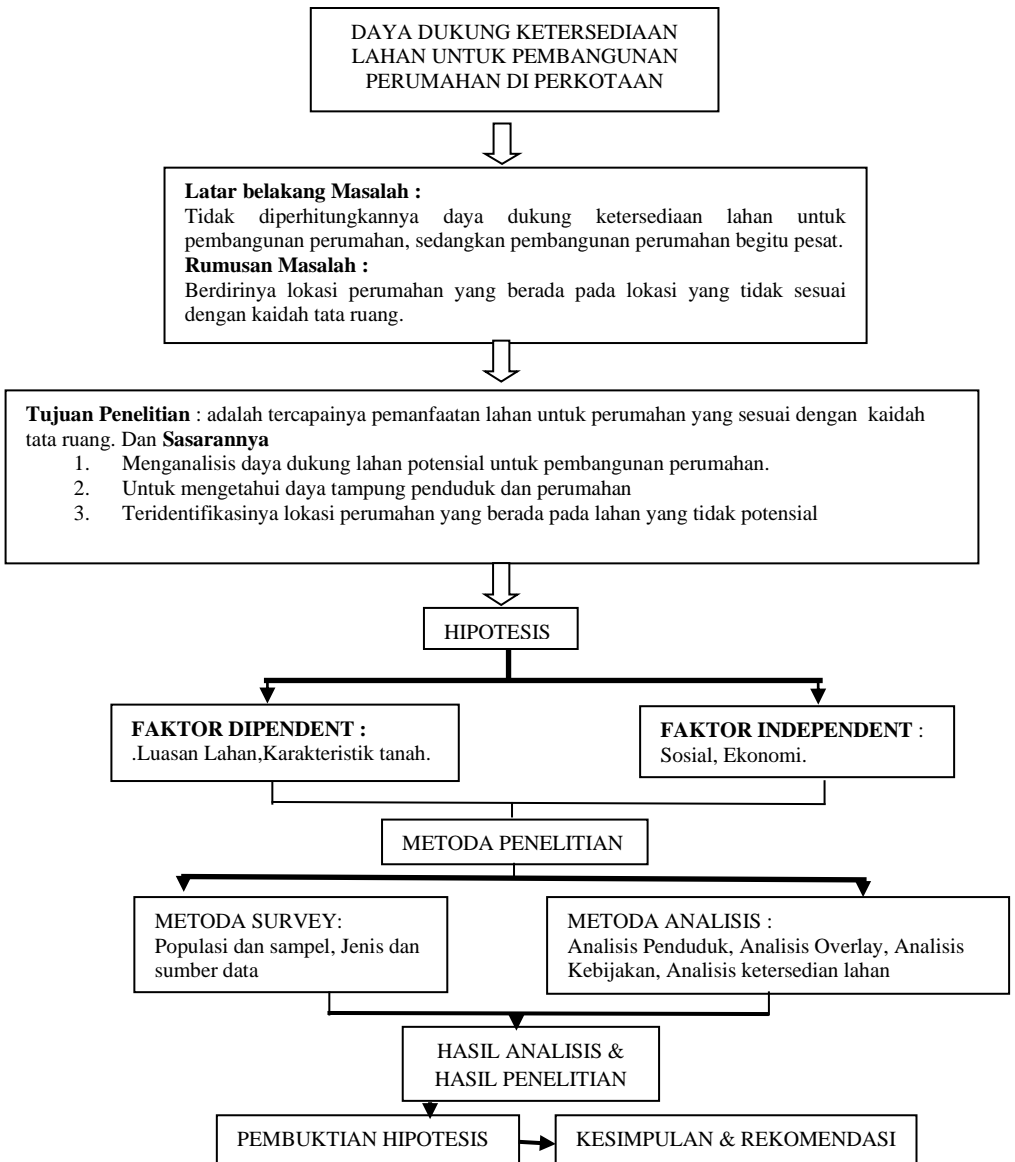 DAYA DUKUNG KETERSEDIAAN
LAHAN UNTUK PEMBANGUNAN
PERUMAHAN DI PERKOTAAN
Latar belakang Masalah :
Tidak diperhitungkannya daya dukung ketersediaan lahan untuk
pembangunan perumahan, sedangkan pembangunan perumahan begitu pesat.
Rumusan Masalah :
Berdirinya lokasi perumahan yang berada pada lokasi yang tidak sesuai
dengan kaidah tata ruang.
Tujuan Penelitian : adalah tercapainya pemanfaatan lahan untuk perumahan yang sesuai dengan kaidah
tata ruang. Dan Sasarannya
1. Menganalisis daya dukung lahan potensial untuk pembangunan perumahan.
2. Untuk mengetahui daya tampung penduduk dan perumahan
3. Teridentifikasinya lokasi perumahan yang berada pada lahan yang tidak potensial
HIPOTESIS
FAKTOR DIPENDENT :
.Luasan Lahan,Karakteristik tanah.
FAKTOR INDEPENDENT :
Sosial, Ekonomi.
METODA PENELITIAN
METODA SURVEY:
Populasi dan sampel, Jenis dan
sumber data
METODA ANALISIS :
Analisis Penduduk, Analisis Overlay, Analisis
Kebijakan, Analisis ketersedian lahan
HASIL ANALISIS &
HASIL PENELITIAN
PEMBUKTIAN HIPOTESIS
KESIMPULAN & REKOMENDASI